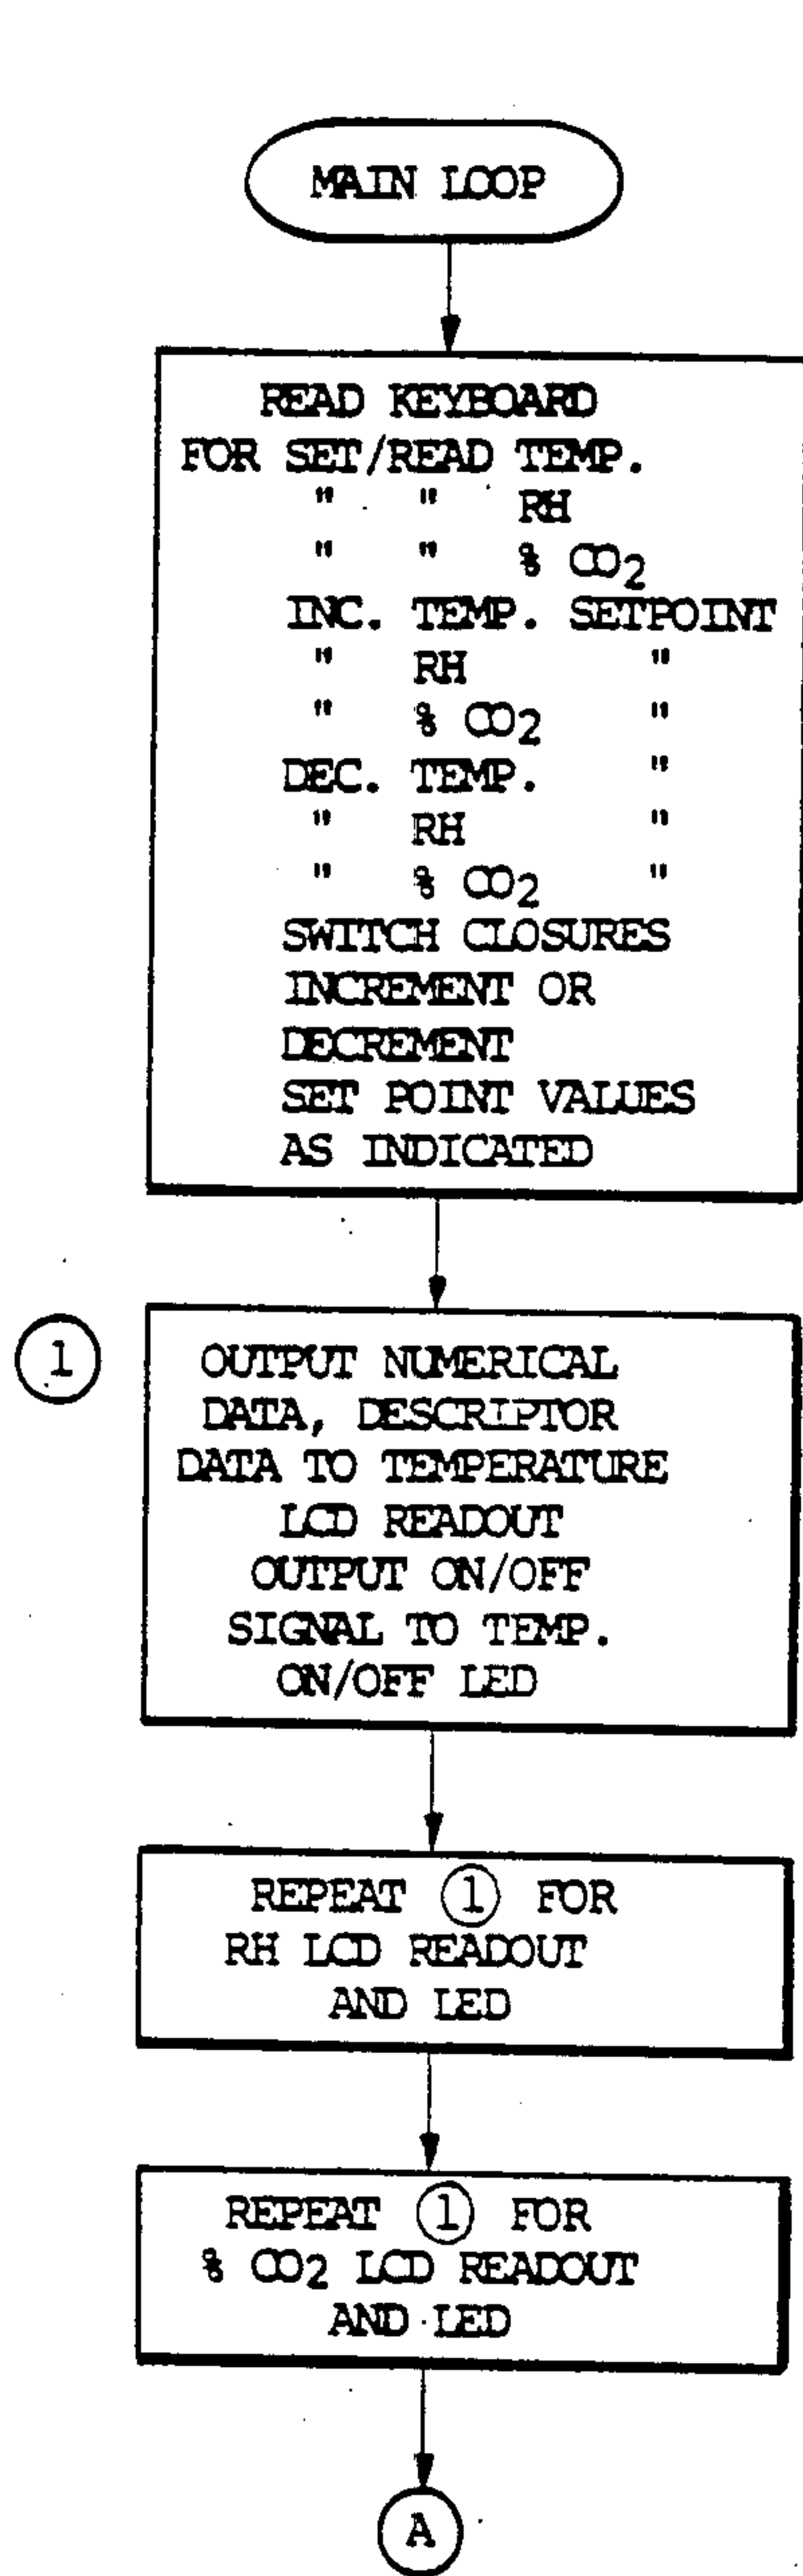 MAIN LOOP
READ KEYBOARD
FOR SET/READ TEMP.
" " RH
" " % CO2
INC. TEMP. SETPOINT
" RH "
" % CO2 "
DEC. TEMP. "
" RH "
" % CO2 "
SWITCH CLOSURES
INCREMENT OR
DECREMENT
SET POINT VALUES
AS INDICATED
1
OUTPUT NUMERICAL
DATA, DESCRIPTOR
DATA TO TEMPERATURE
LCD READOUT
OUTPUT ON/OFF
SIGNAL TO TEMP.
ON/OFF LED
REPEAT 1 FOR
RH LCD READOUT
AND LED
REPEAT 1 FOR
% CO2 LCD READOUT
AND LED
A